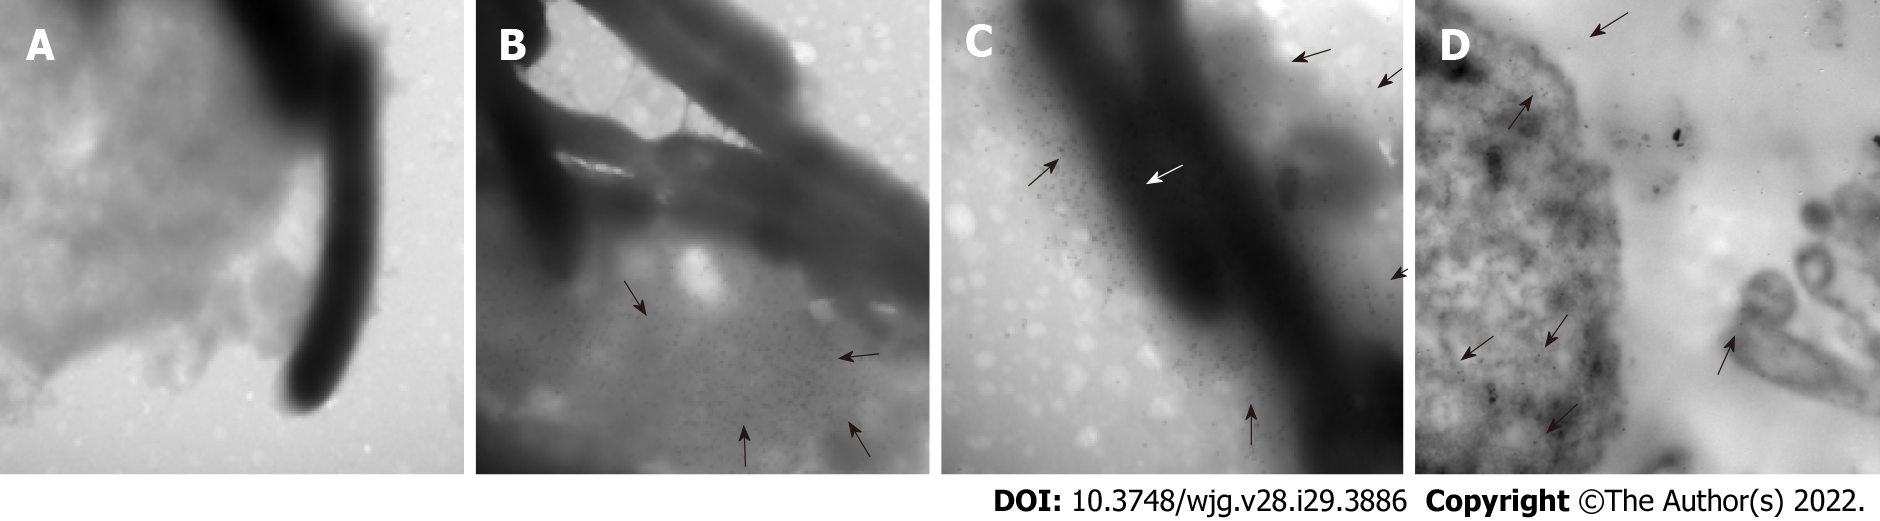 A B C D
DOI: 10.3748/wjg.v28.i29.3886 Copyright ©The Author(s) 2022.